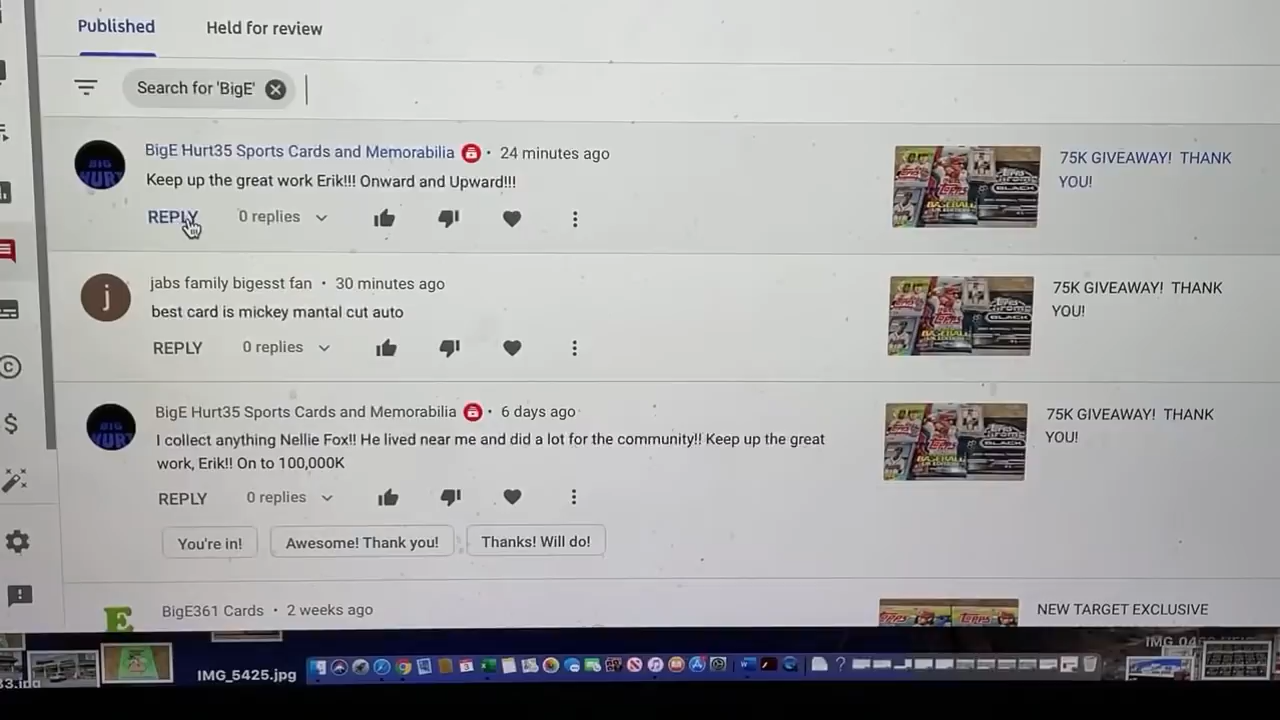 Published
Held for review
Search for 'BigE'
BIG
HURT
BigE Hurt35 Sports Cards and Memorabilia • 24 minutes ago
Keep up the great work Erik!!! Onward and Upward!!!
REPLY
0 replies
75K GIVEAWAY! THANK
YOU!
j
jabs family bigesst fan • 30 minutes ago
best card is mickey mantal cut auto
REPLY
0 replies
75K GIVEAWAY! THANK
YOU!
BIG
HURT
BigE Hurt35 Sports Cards and Memorabilia • 6 days ago
I collect anything Nellie Fox!! He lived near me and did a lot for the community!! Keep up the great
work, Erik!! On to 100,000K
REPLY
0 replies
75K GIVEAWAY! THANK
YOU!
You're in!
Awesome! Thank you!
Thanks! Will do!
E
BigE361 Cards • 2 weeks ago
NEW TARGET EXCLUSIVE
IMG_5425.jpg